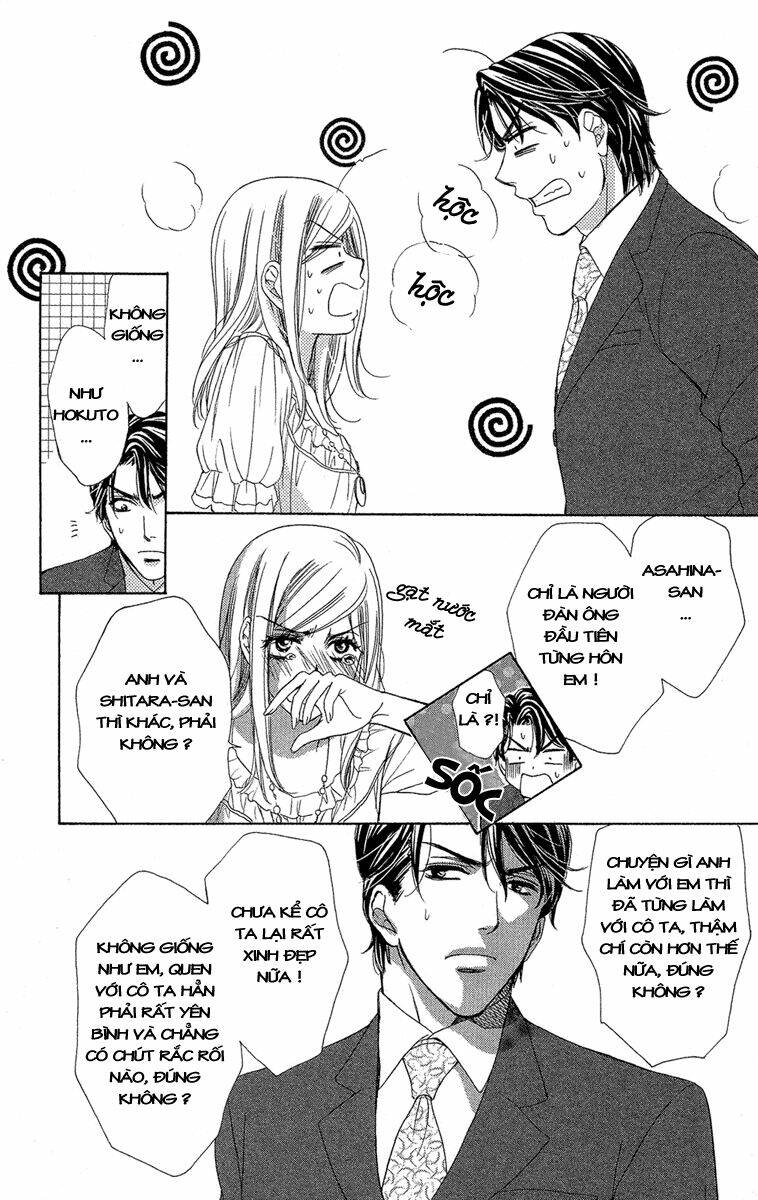 HỘC
HỘC
KHÔNG
GIỐNG
...
NHƯ
HOKUTO
...
ASAHINA-
SAN
...
CHỈ LÀ NGƯỜI
ĐÀN ÔNG
ĐẦU TIÊN
TỪNG HÔN
EM !
gạt nước
mắt
CHỈ
LÀ ?!
SỐC
ANH VÀ
SHITARA-SAN
THÌ KHÁC, PHẢI
KHÔNG ?
CHUYỆN GÌ ANH
LÀM VỚI EM THÌ
ĐÃ TỪNG LÀM
VỚI CÔ TA, THẬM
CHÍ CÒN HƠN THẾ
NỮA, ĐÚNG
KHÔNG ?
CHƯA KỂ CÔ
TA LẠI RẤT
XINH ĐẸP
NỮA !
KHÔNG GIỐNG
NHƯ EM, QUEN
VỚI CÔ TA HẲN
PHẢI RẤT YÊN
BÌNH VÀ CHẲNG
CÓ CHÚT RẮC RỐI
NÀO, ĐÚNG
KHÔNG ?